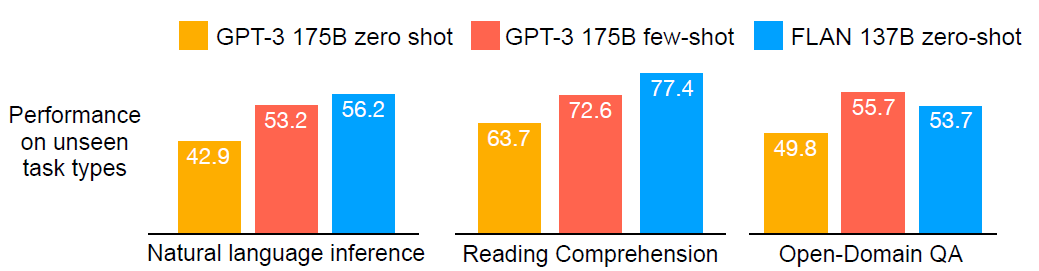 GPT-3 175B zero shot GPT-3 175B few-shot FLAN 137B zero-shot
Performance
on unseen
task types
42.9
53.2
56.2
Natural language inference
63.7
72.6
77.4
Reading Comprehension
49.8
55.7
53.7
Open-Domain QA